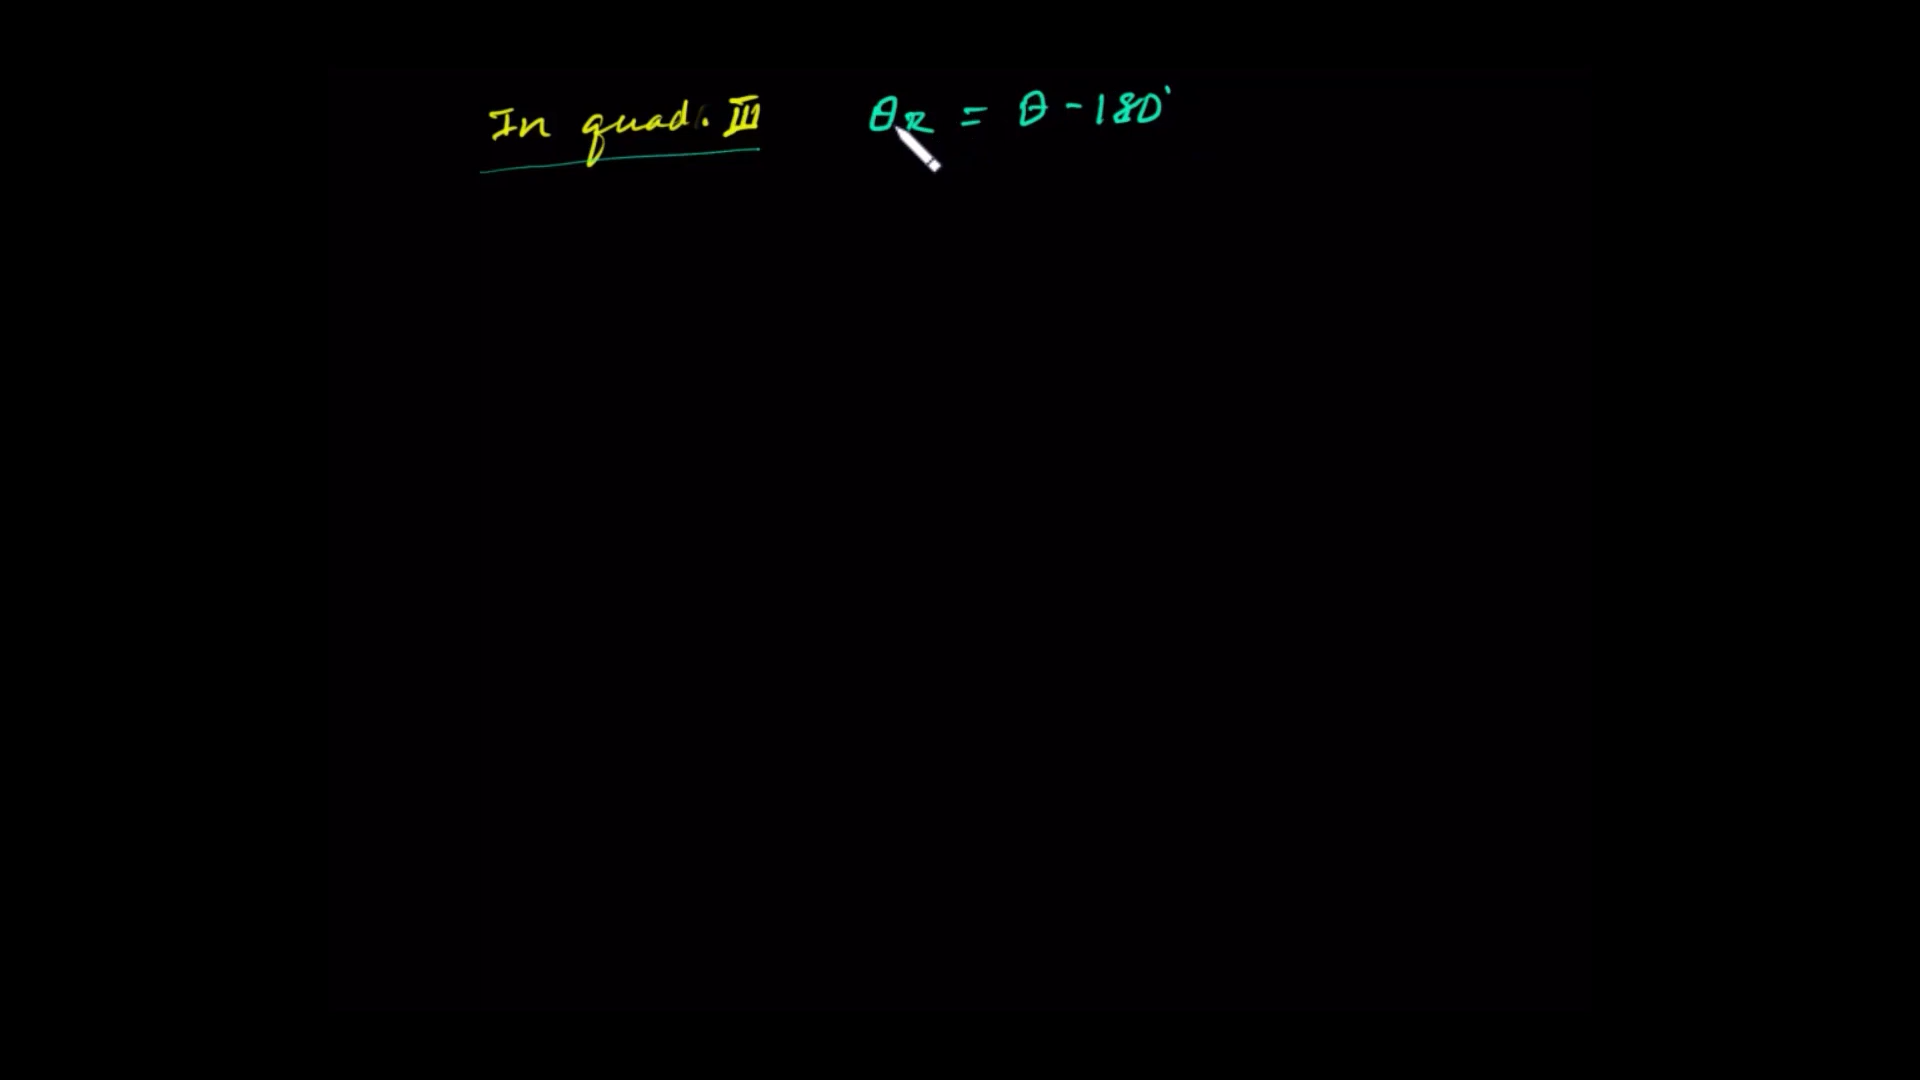 In quad. III θR = θ - 180°